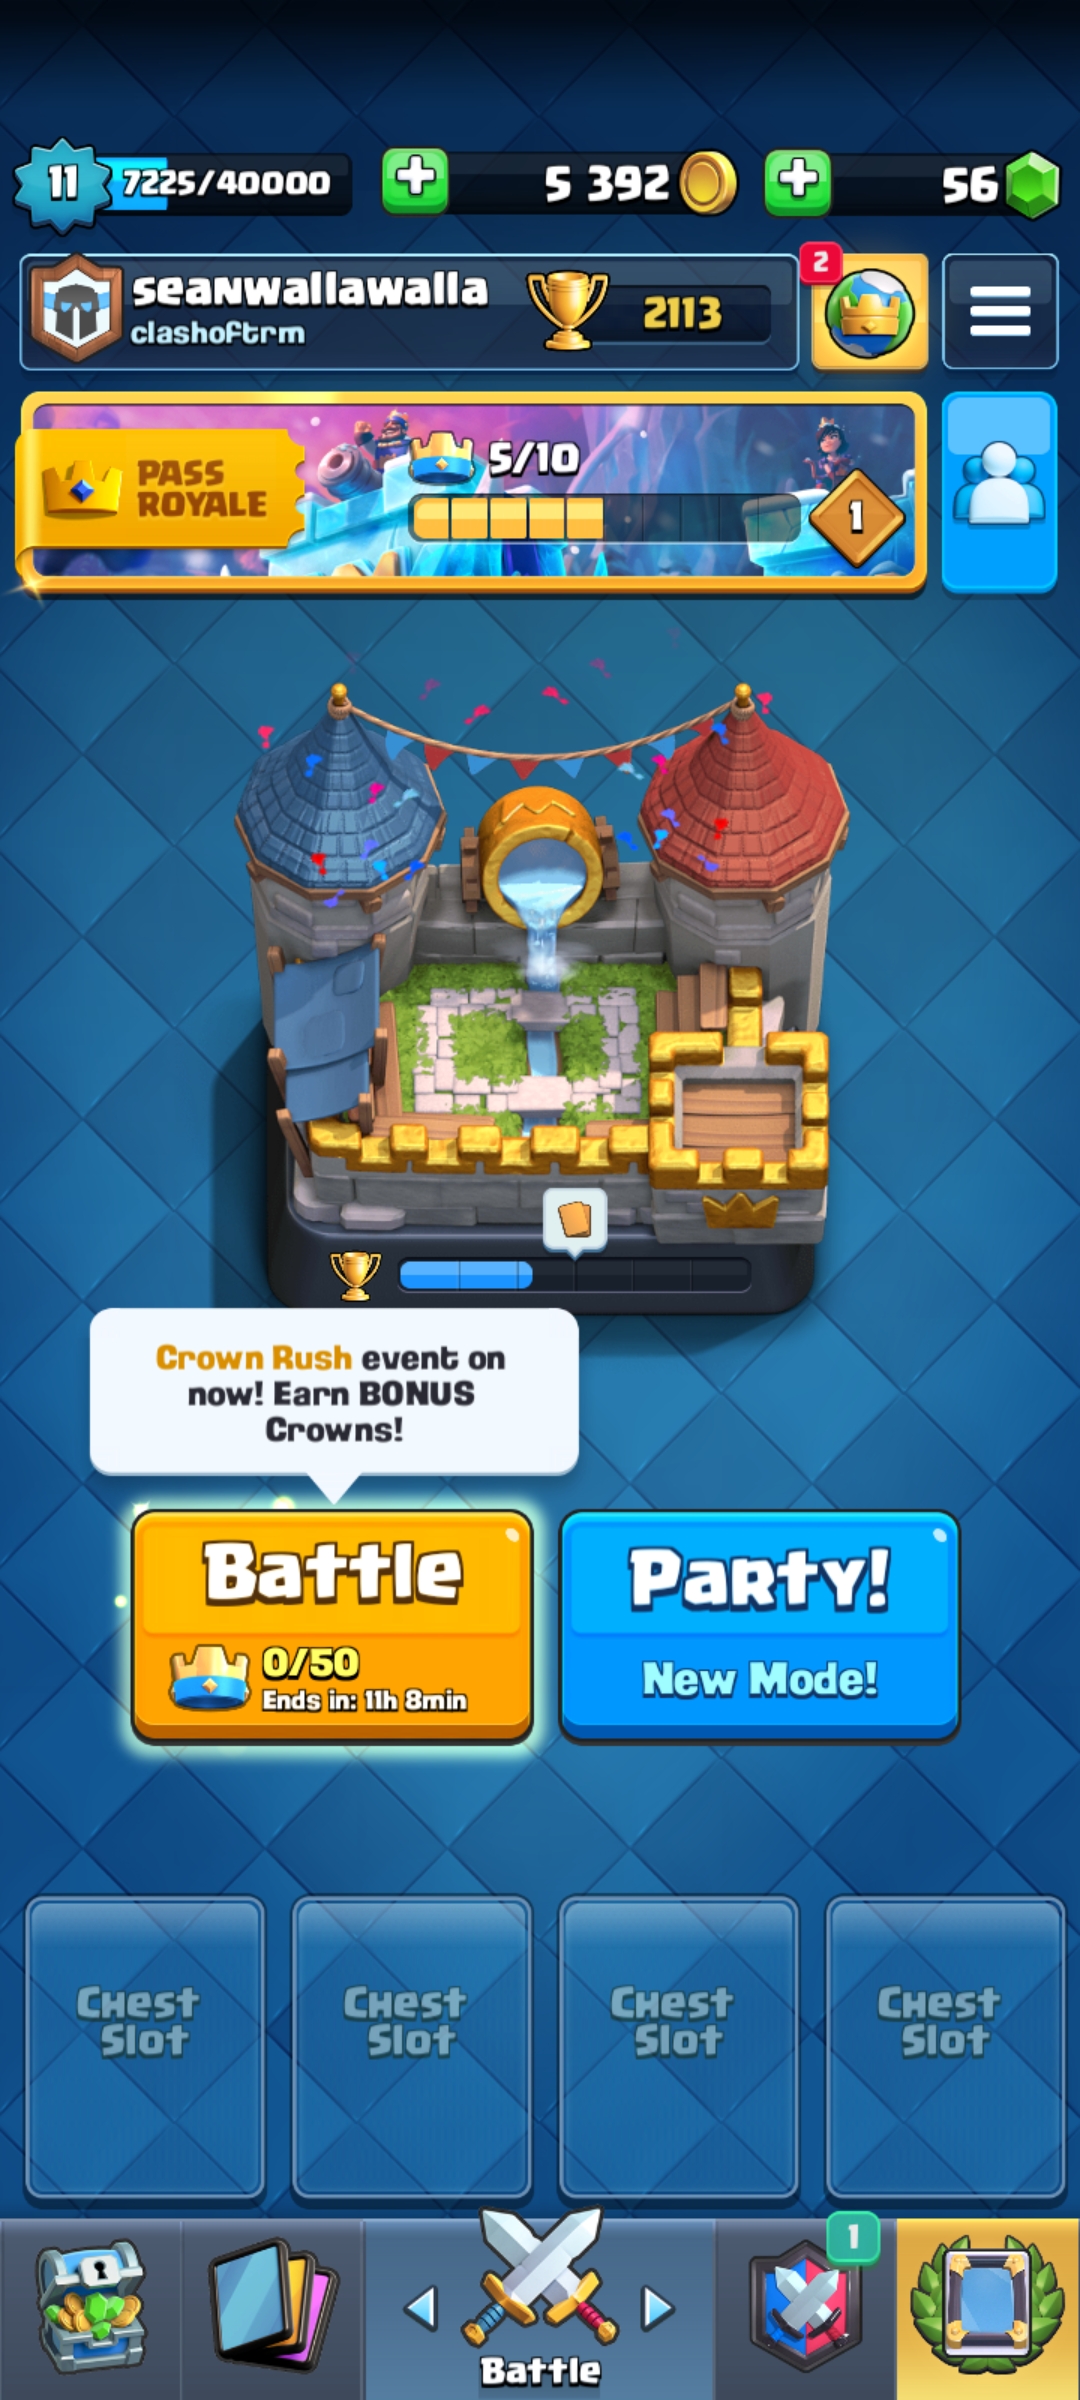 11
7225/40000
5 392
56
seanwallawalla
clashoftrm
2113
2
PASS
ROYALE
5/10
1
Crown Rush event on
now! Earn BONUS
Crowns!
Battle
0/50
Ends in: 11h 8min
Party!
New Mode!
Chest
Slot
Chest
Slot
Chest
Slot
Chest
Slot
1
Battle